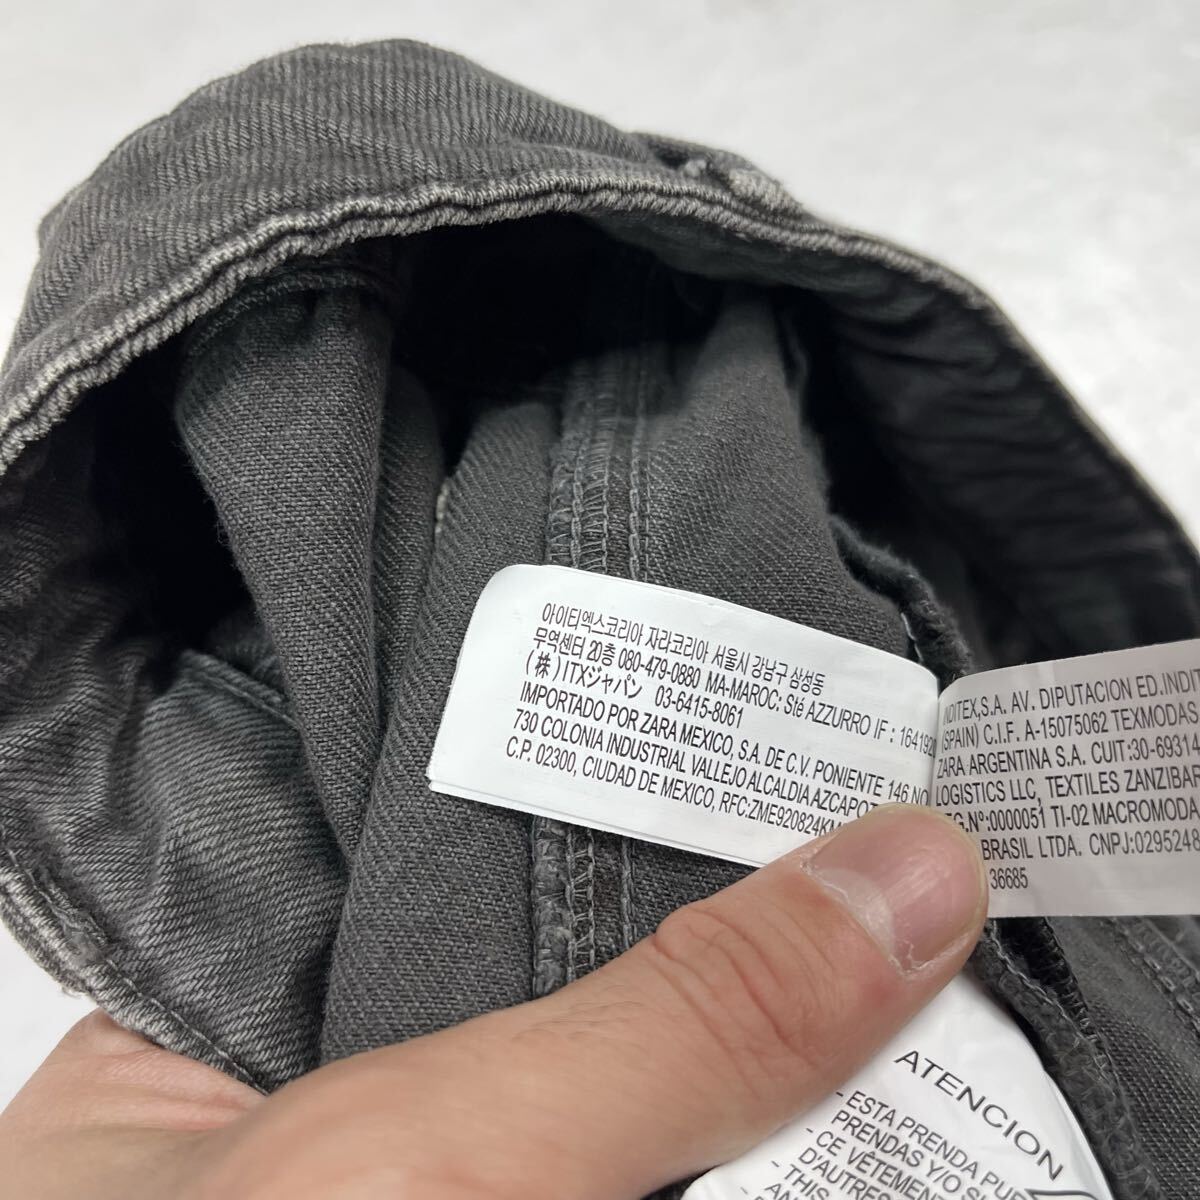 아이티엑스코리아 자라코리아 서울시 강남구 삼성동
무역센터 20층 080-479-0880 MA-MAROC: Sté AZZURRO IF : 164192
(株)ITXジャパン 03-6415-8061
IMPORTADO POR ZARA MEXICO, S.A. DE C.V. PONIENTE 146 NO
730 COLONIA INDUSTRIAL VALLEJO ALCALDIA AZCAPOT
C.P. 02300, CIUDAD DE MEXICO, RFC:ZME920824KM
INDITEX,S.A. AV. DIPUTACION ED.INDIT
(SPAIN) C.I.F. A-15075062 TEXMODAS
ZARA ARGENTINA S.A. CUIT:30-69314
LOGISTICS LLC, TEXTILES ZANZIBAR
EG.Nº:0000051 TI-02 MACROMODA
BRASIL LTDA. CNPJ:0295248
36685
ATENCION
- ESTA PRENDA PU
PRENDAS Y/O S
- CE VÊTEMEN
D'AUTRES
- THIS